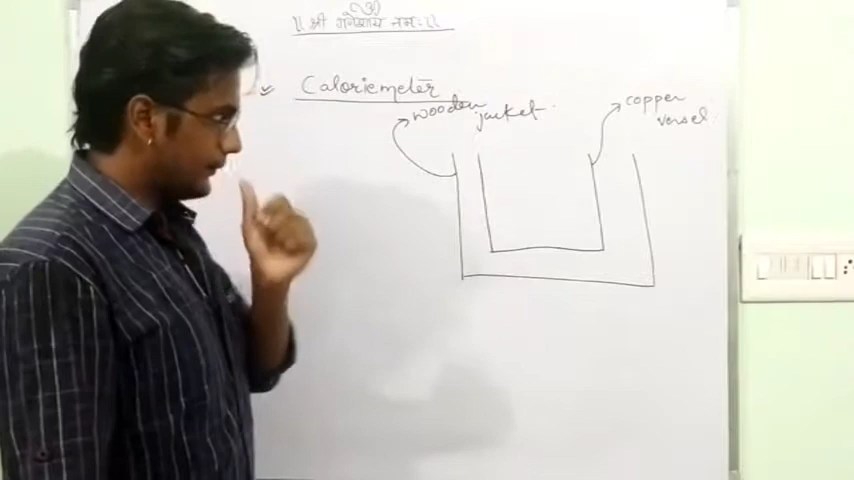 ॥ श्री गणेशाय नमः ॥
Caloriemeter
wooden
jacket
copper
vessel